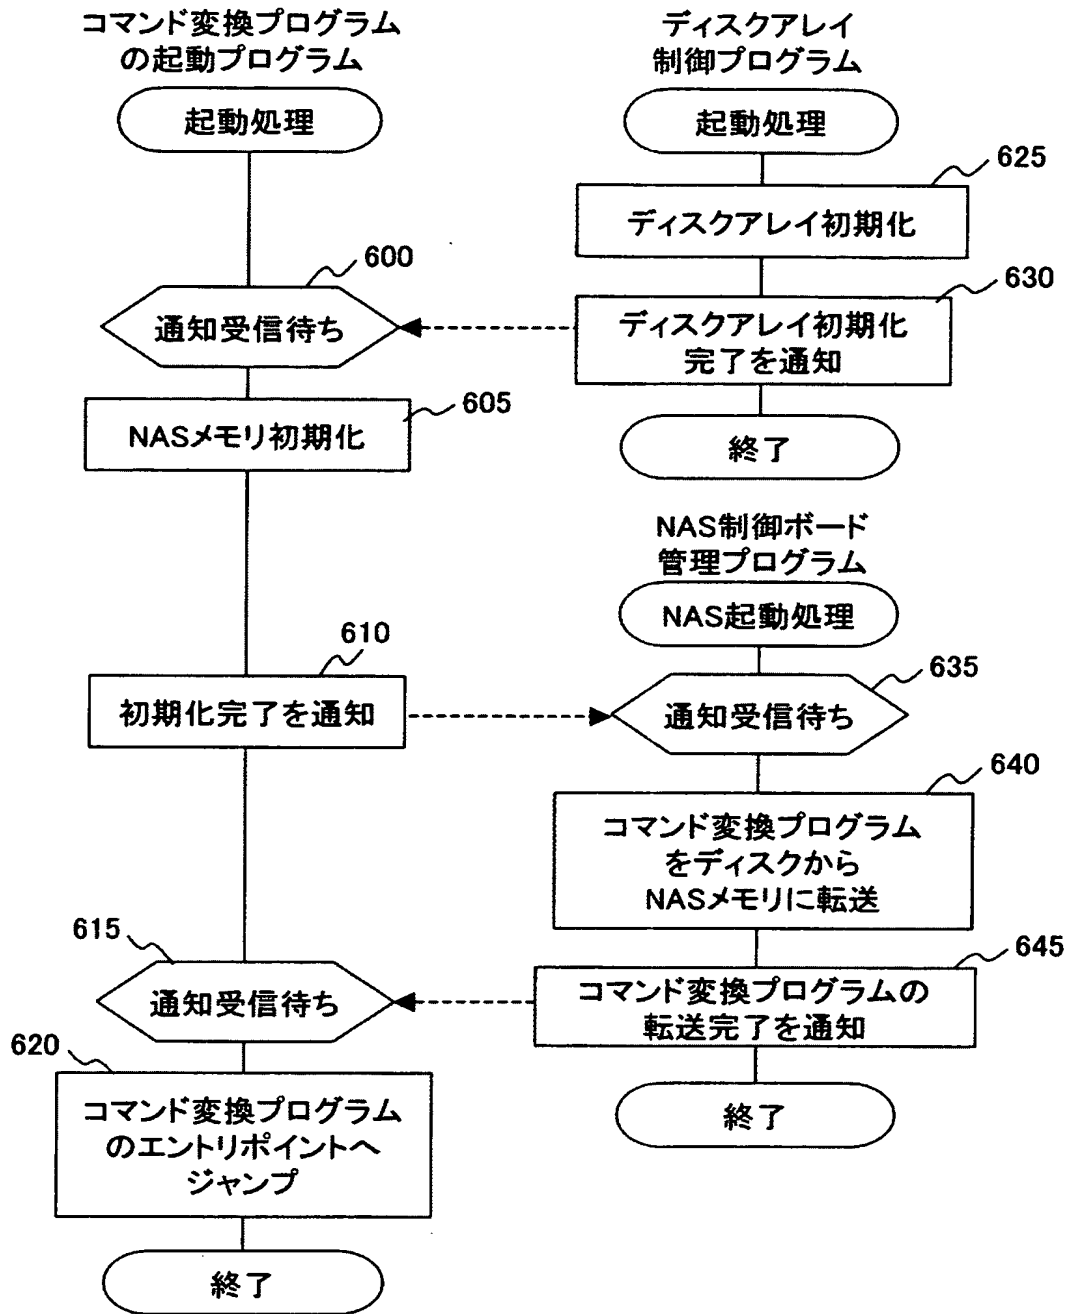 コマンド変換プログラム
の起動プログラム
起動処理
600
通知受信待ち
605
NASメモリ初期化
610
初期化完了を通知
615
通知受信待ち
620
コマンド変換プログラム
のエントリポイントへ
ジャンプ
終了
ディスクアレイ
制御プログラム
起動処理
625
ディスクアレイ初期化
630
ディスクアレイ初期化
完了を通知
終了
NAS制御ボード
管理プログラム
NAS起動処理
635
通知受信待ち
640
コマンド変換プログラム
をディスクから
NASメモリに転送
645
コマンド変換プログラムの
転送完了を通知
終了